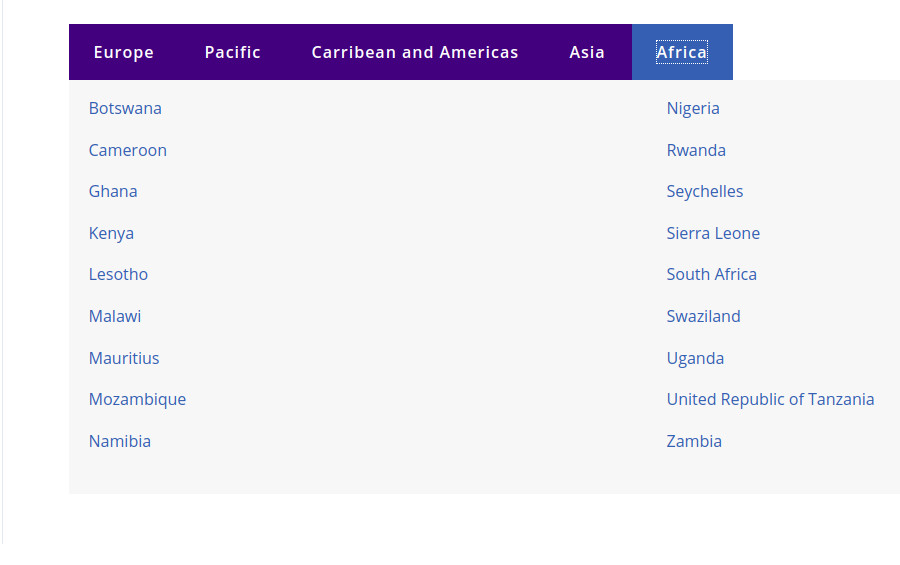 Europe Pacific Carribean and Americas Asia Africa
Botswana
Cameroon
Ghana
Kenya
Lesotho
Malawi
Mauritius
Mozambique
Namibia
Nigeria
Rwanda
Seychelles
Sierra Leone
South Africa
Swaziland
Uganda
United Republic of Tanzania
Zambia